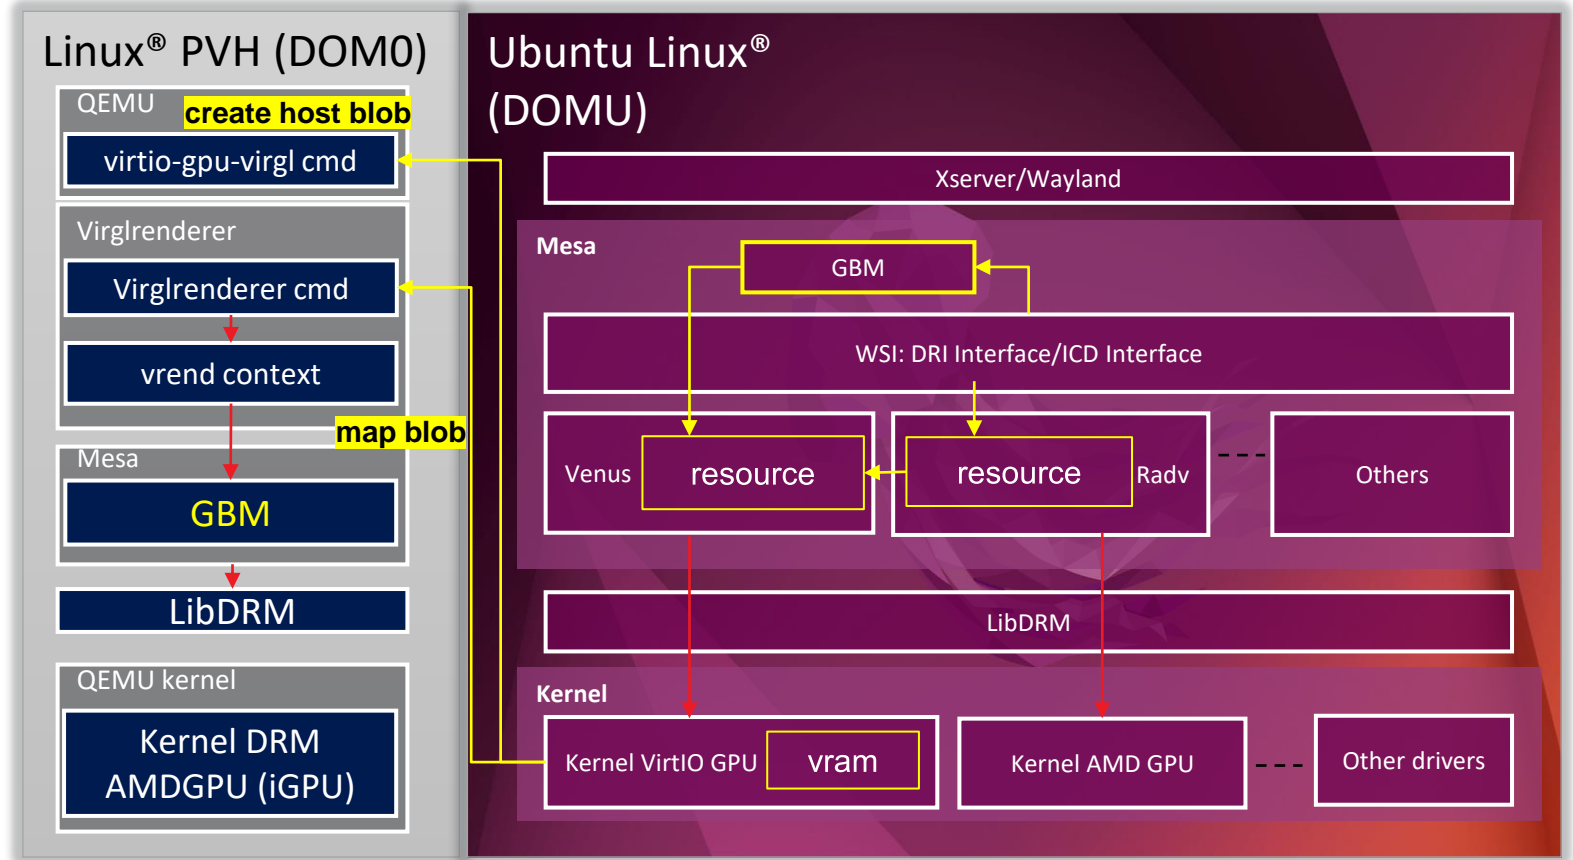 Linux® PVH (DOM0)
QEMU
create host blob
virtio-gpu-virgl cmd
Virglrenderer
Virglrenderer cmd
vrend context
map blob
Mesa
GBM
LibDRM
QEMU kernel
Kernel DRM
AMDGPU (iGPU)
Ubuntu Linux®
(DOMU)
Xserver/Wayland
Mesa
GBM
WSI: DRI Interface/ICD Interface
Venus
resource
resource
Radv
Others
LibDRM
Kernel
Kernel VirtIO GPU
vram
Kernel AMD GPU
Other drivers